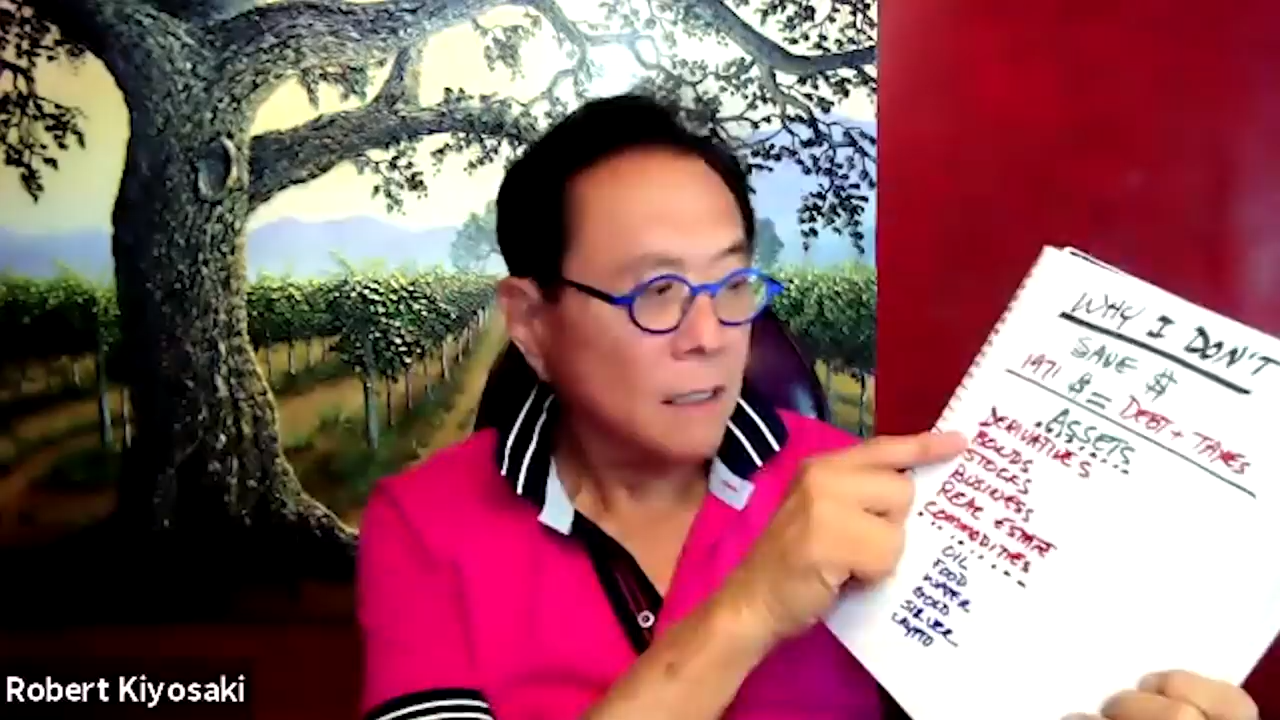 WHY I DON'T
SAVE $
1971 $ = DEBT + TAXES
ASSETS
DERIVATIVES
BONDS
STOCKS
BUSINESS
REAL ESTATE
COMMODITIES
OIL
FOOD
WATER
GOLD
SILVER
CRYPTO
Robert Kiyosaki